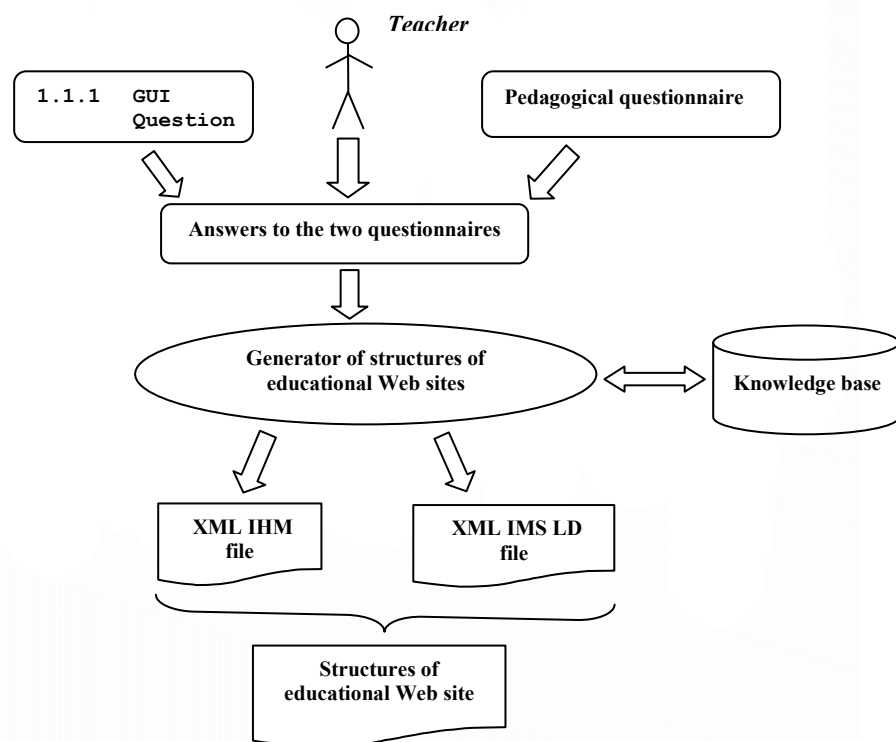 Teacher
1.1.1 GUI
Question
Pedagogical questionnaire
Answers to the two questionnaires
Generator of structures of
educational Web sites
Knowledge base
XML IHM
file
XML IMS LD
file
Structures of
educational Web site